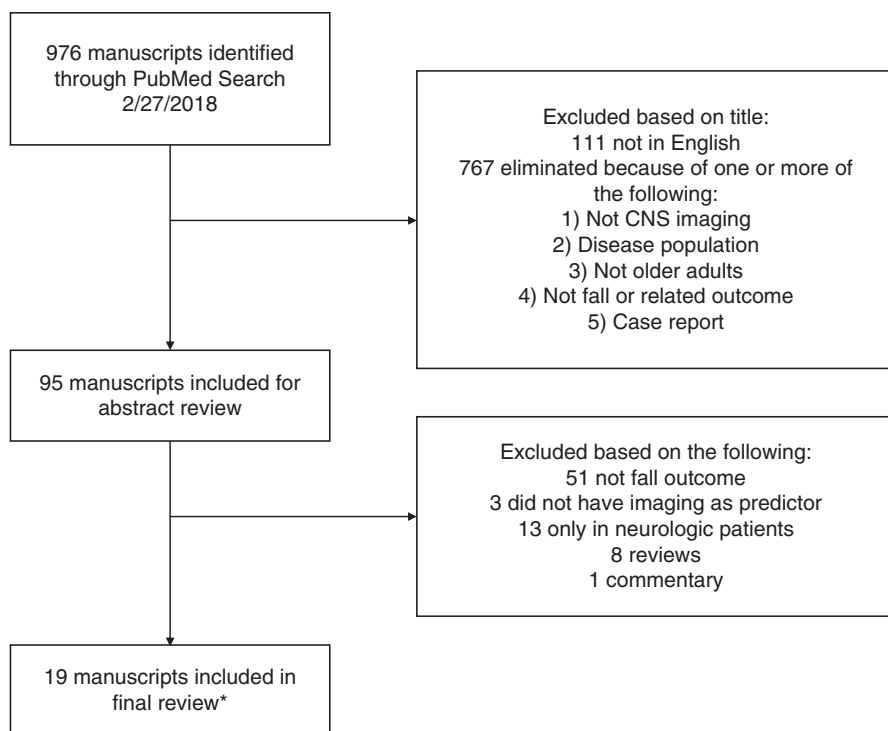 976 manuscripts identified
through PubMed Search
2/27/2018
Excluded based on title:
111 not in English
767 eliminated because of one or more of
the following:
1) Not CNS imaging
2) Disease population
3) Not older adults
4) Not fall or related outcome
5) Case report
95 manuscripts included for
abstract review
Excluded based on the following:
51 not fall outcome
3 did not have imaging as predictor
13 only in neurologic patients
8 reviews
1 commentary
19 manuscripts included in
final review*